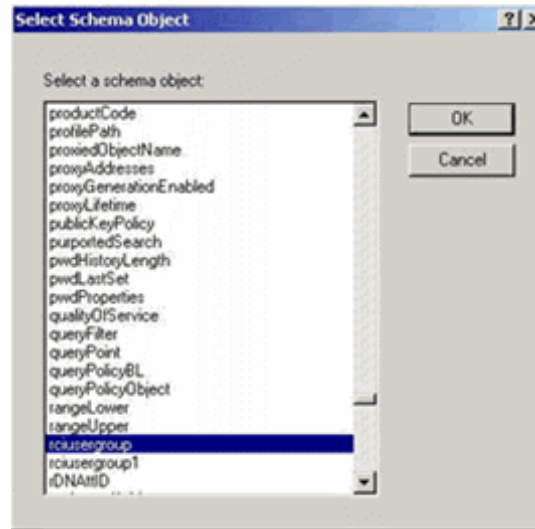 Select Schema Object
Select a schema object:
productCode
profilePath
proxiedObjectName
proxyAddresses
proxyGenerationEnabled
proxyLifetime
publicKeyPolicy
purportedSearch
pwdHistoryLength
pwdLastSet
pwdProperties
qualityOfService
queryFilter
queryPoint
queryPolicyBL
queryPolicyObject
rangeLower
rangeUpper
rciusergroup
rciusergroup1
rDNAttID
OK
Cancel